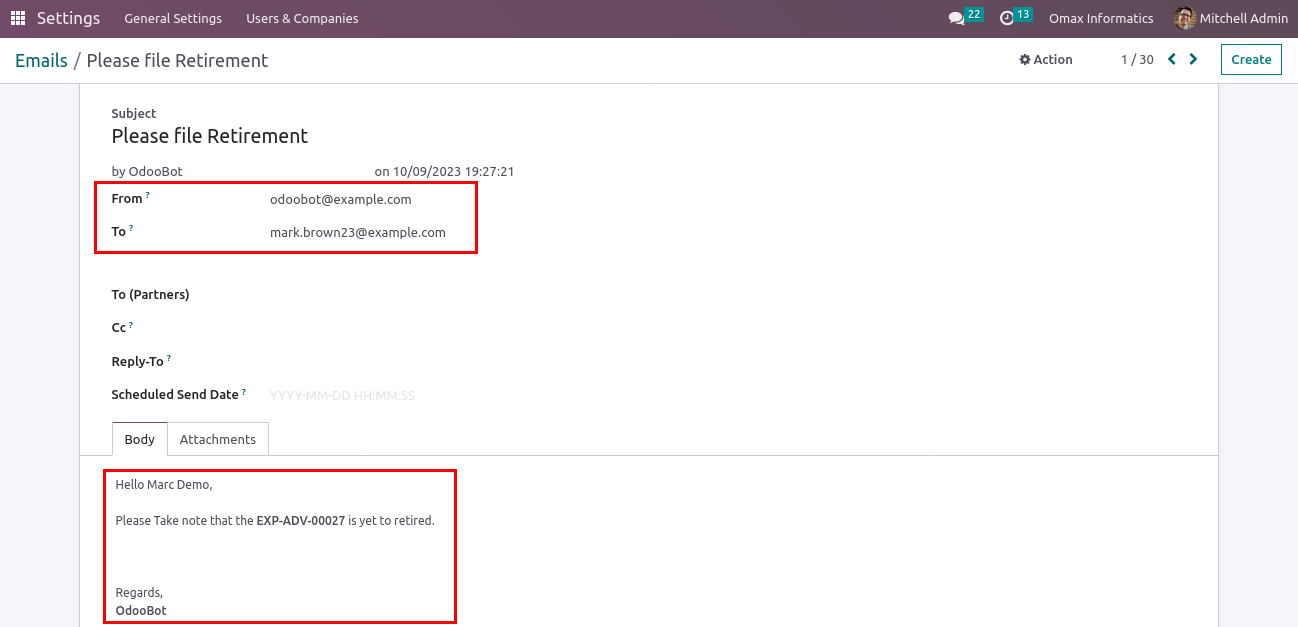 Settings General Settings Users & Companies 22 13 Omax Informatics Mitchell Admin
Emails / Please file Retirement Action 1 / 30 Create
Subject
Please file Retirement
by OdooBot on 10/09/2023 19:27:21
From ? odoobot@example.com
To ? mark.brown23@example.com
To (Partners)
Cc ?
Reply-To ?
Scheduled Send Date ? YYYY-MM-DD HH:MM:SS
Body Attachments
Hello Marc Demo,
Please Take note that the EXP-ADV-00027 is yet to retired.
Regards,
OdooBot